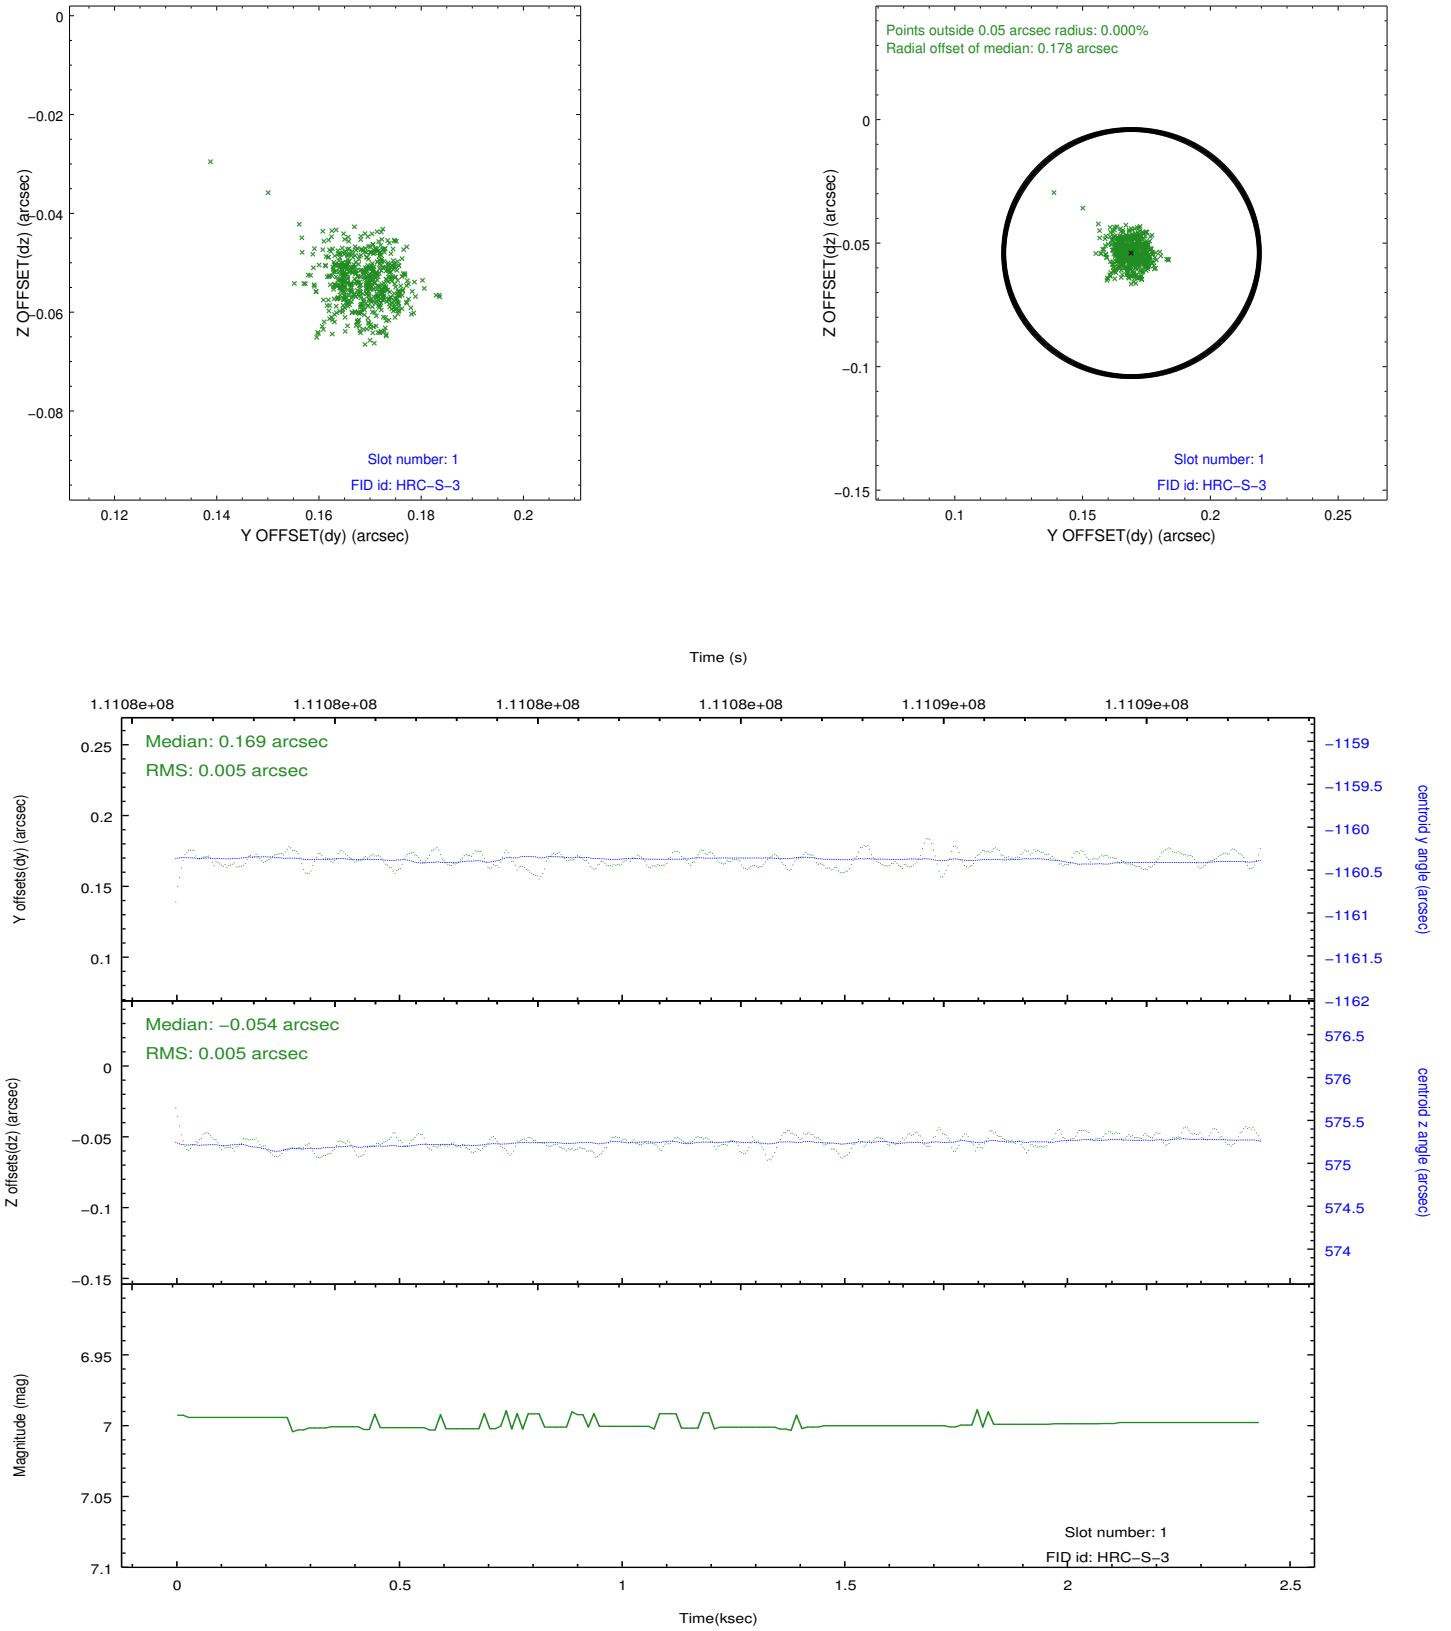 0
−0.02
−0.04
−0.06
−0.08
Z OFFSET(dz) (arcsec)
Slot number: 1
FID id: HRC−S−3
0.12 0.14 0.16 0.18 0.2
Y OFFSET(dy) (arcsec)
Points outside 0.05 arcsec radius: 0.000%
Radial offset of median: 0.178 arcsec
0
−0.05
−0.1
−0.15
Z OFFSET(dz) (arcsec)
Slot number: 1
FID id: HRC−S−3
0.1 0.15 0.2 0.25
Y OFFSET(dy) (arcsec)
Time (s)
1.1108e+08 1.1108e+08 1.1108e+08 1.1108e+08 1.1109e+08 1.1109e+08
Median: 0.169 arcsec
RMS: 0.005 arcsec
0.25
0.2
0.15
0.1
Y offsets(dy) (arcsec)
−1159
−1159.5
−1160
−1160.5
−1161
−1161.5
−1162
centroid y angle (arcsec)
Median: −0.054 arcsec
RMS: 0.005 arcsec
0
−0.05
−0.1
−0.15
Z offsets(dz) (arcsec)
576.5
576
575.5
575
574.5
574
centroid z angle (arcsec)
6.95
7
7.05
7.1
Magnitude (mag)
Slot number: 1
FID id: HRC−S−3
0 0.5 1 1.5 2 2.5
Time(ksec)